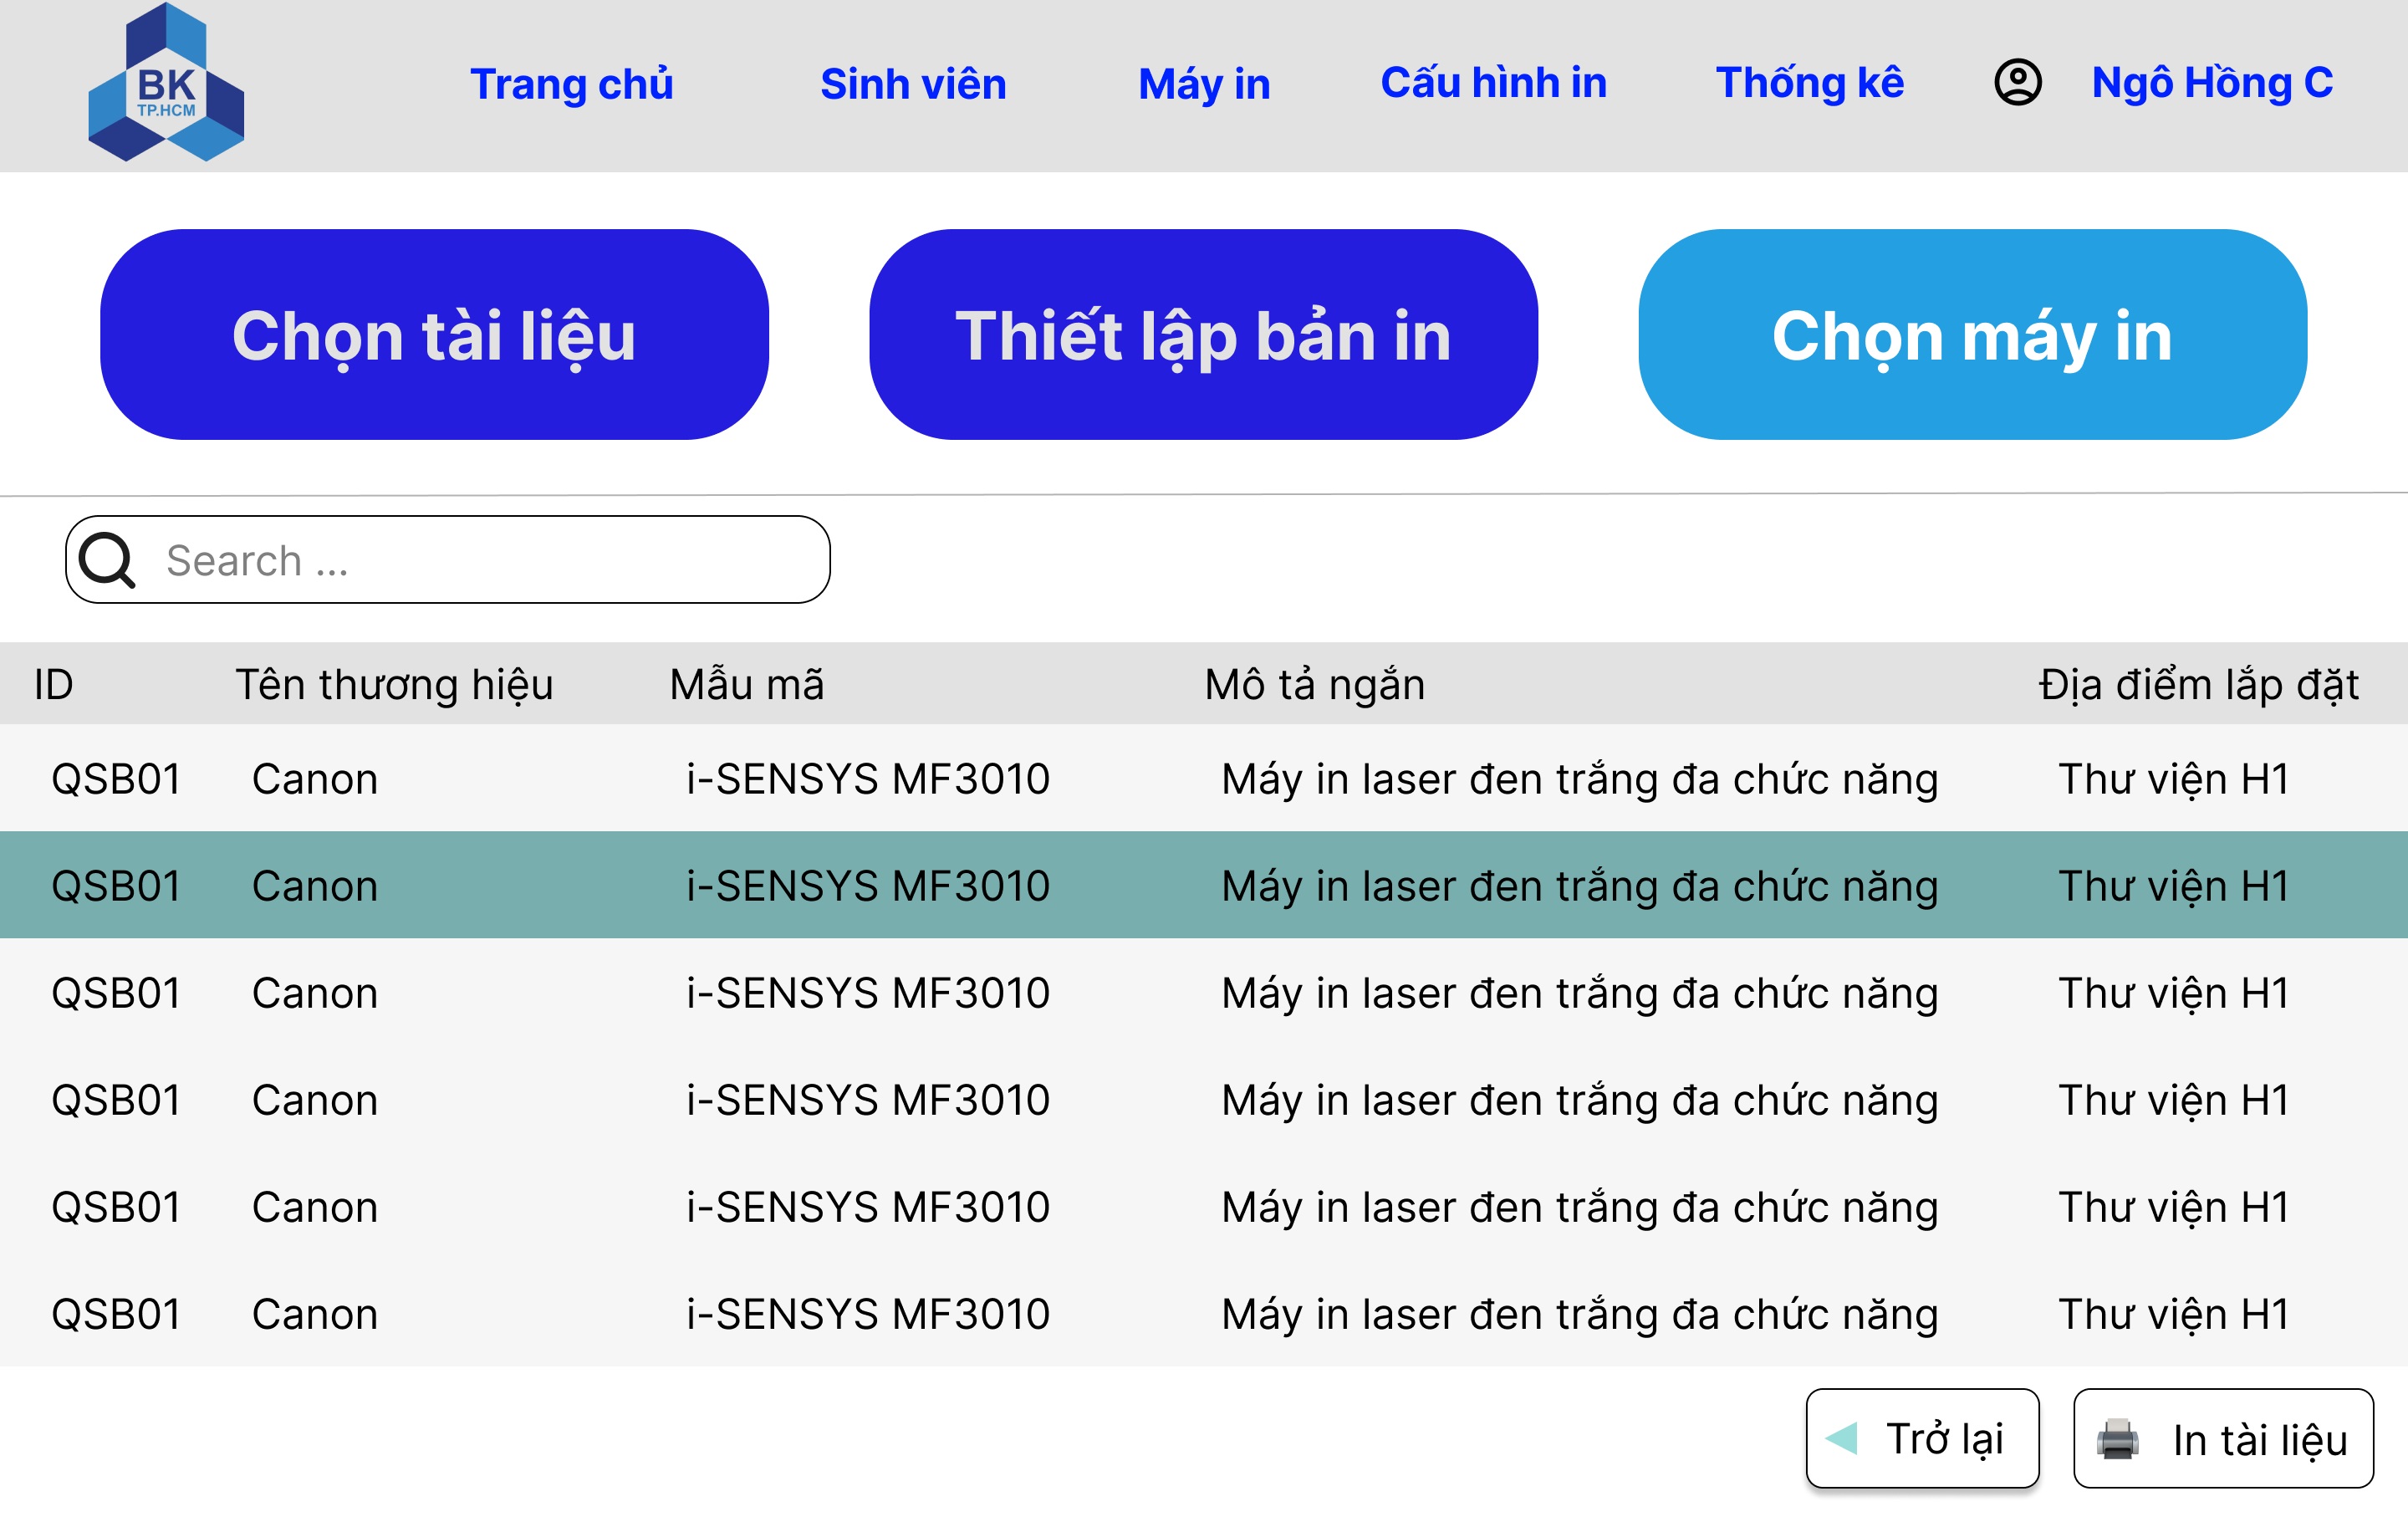 BK
TP.HCM
Trang chủ Sinh viên Máy in Cấu hình in Thống kê Ngô Hồng C
Chọn tài liệu Thiết lập bản in Chọn máy in
Search ...
ID Tên thương hiệu Mẫu mã Mô tả ngắn Địa điểm lắp đặt
QSB01 Canon i-SENSYS MF3010 Máy in laser đen trắng đa chức năng Thư viện H1
QSB01 Canon i-SENSYS MF3010 Máy in laser đen trắng đa chức năng Thư viện H1
QSB01 Canon i-SENSYS MF3010 Máy in laser đen trắng đa chức năng Thư viện H1
QSB01 Canon i-SENSYS MF3010 Máy in laser đen trắng đa chức năng Thư viện H1
QSB01 Canon i-SENSYS MF3010 Máy in laser đen trắng đa chức năng Thư viện H1
QSB01 Canon i-SENSYS MF3010 Máy in laser đen trắng đa chức năng Thư viện H1
Trở lại In tài liệu